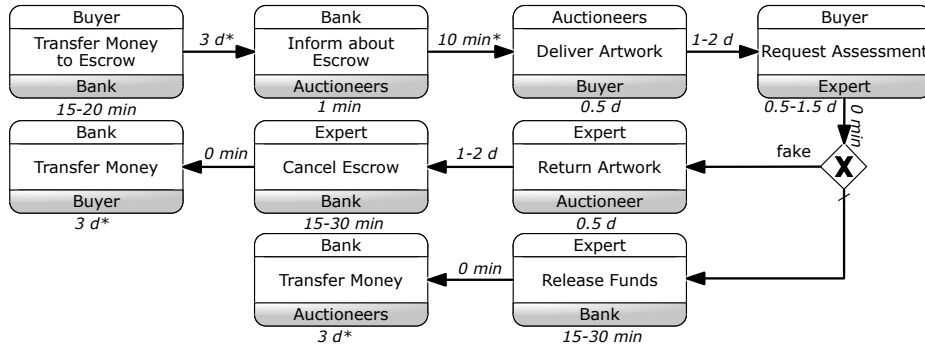 Buyer
Transfer Money
to Escrow
Bank
15-20 min
3 d*
Bank
Inform about
Escrow
Auctioneers
1 min
10 min*
Auctioneers
Deliver Artwork
Buyer
0.5 d
1-2 d
Buyer
Request Assessment
Expert
0.5-1.5 d
0 min
X
fake
Expert
Return Artwork
Auctioneer
0.5 d
1-2 d
Expert
Cancel Escrow
Bank
15-30 min
0 min
Bank
Transfer Money
Buyer
3 d*
Expert
Release Funds
Bank
15-30 min
0 min
Bank
Transfer Money
Auctioneers
3 d*